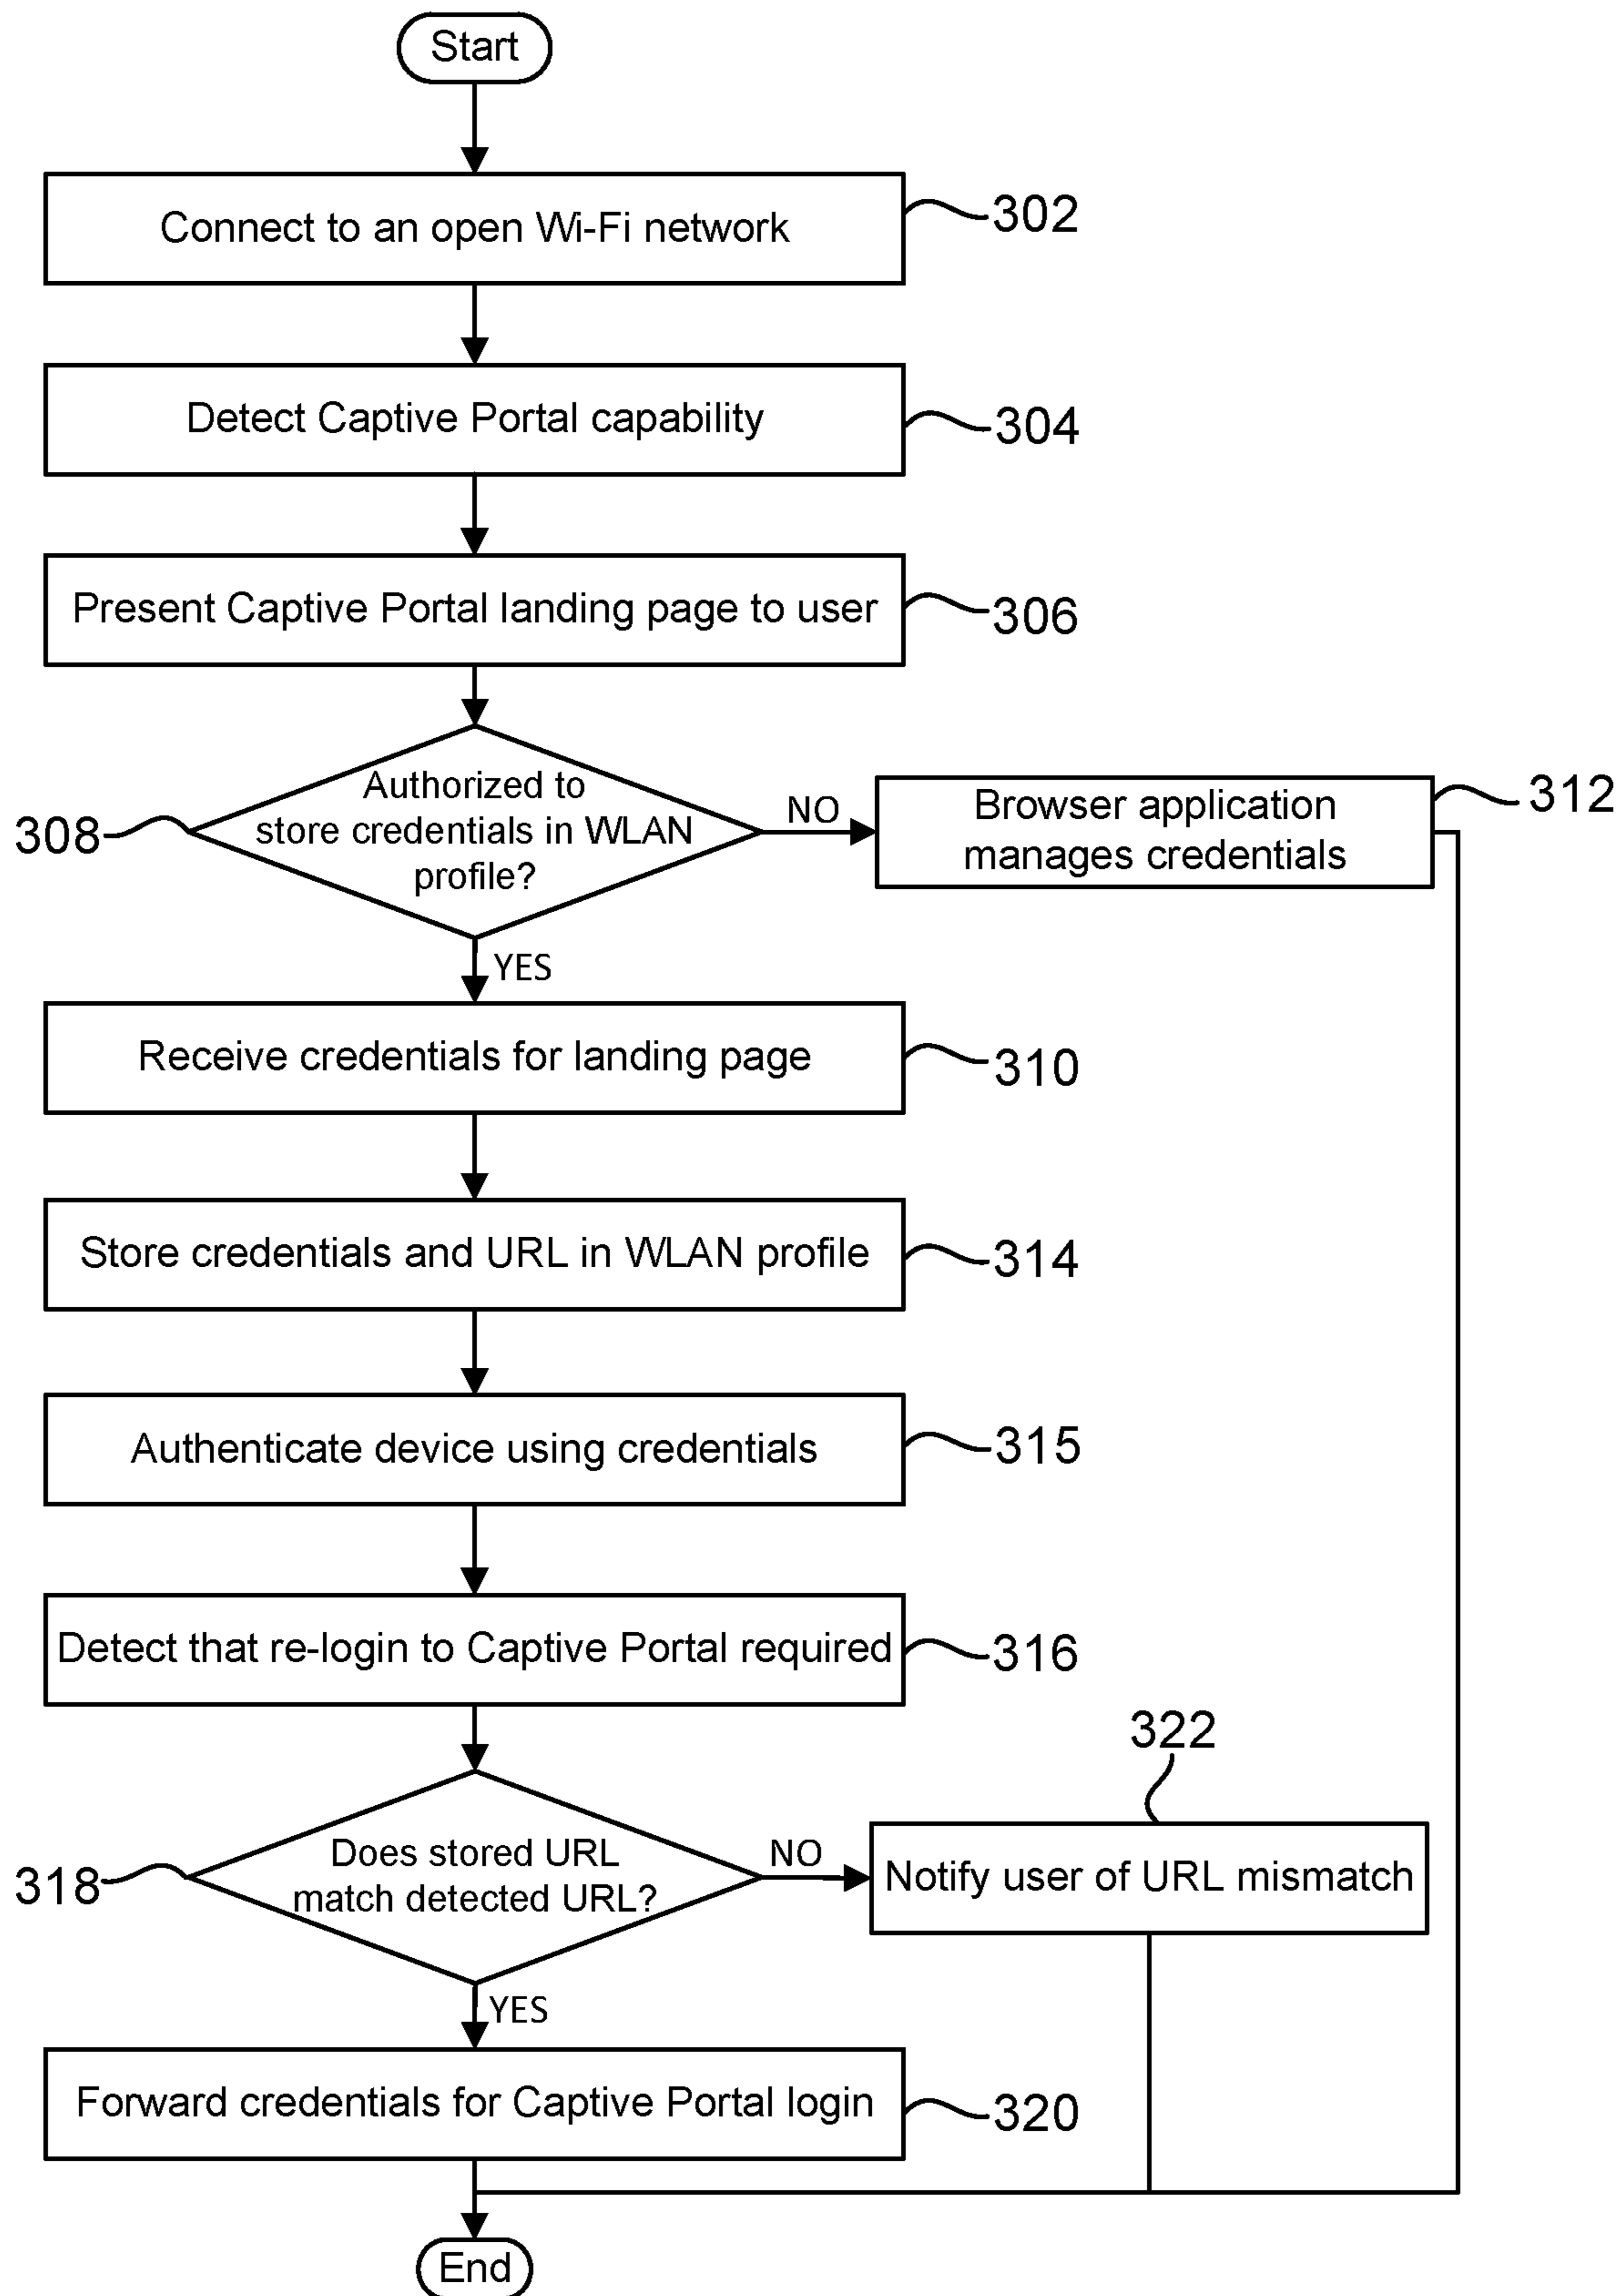 Start
Connect to an open Wi-Fi network
302
Detect Captive Portal capability
304
Present Captive Portal landing page to user
306
Authorized to
store credentials in WLAN
profile?
308
NO
Browser application
manages credentials
312
YES
Receive credentials for landing page
310
Store credentials and URL in WLAN profile
314
Authenticate device using credentials
315
Detect that re-login to Captive Portal required
316
322
Does stored URL
match detected URL?
318
NO
Notify user of URL mismatch
YES
Forward credentials for Captive Portal login
320
End